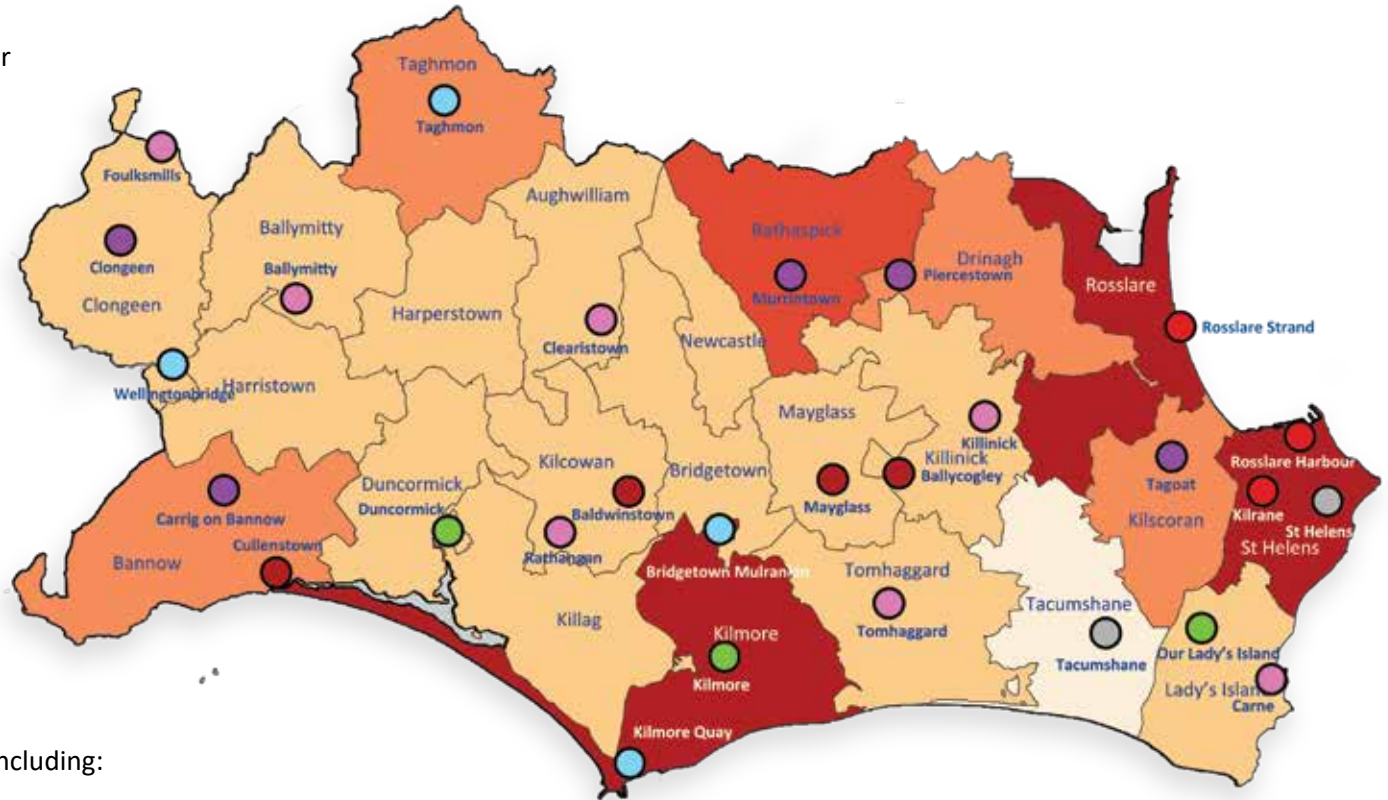 r
Taghmon
Taghmon
Foulksmills
Aughwilliam
Ballymitty
Rathaspick
Clongeen
Ballymitty
Drinagh
Piercestown
Rosslare
Murrintown
Clongeen
Harperstown
Rosslare Strand
Clearistown
Newcastle
Harristown
Wellingtonbridge
Mayglass
Killinick
Killinick
Rosslare Harbour
Kilcowan
Bridgetown
Ballycogley
Duncormick
Tagoat
Duncormick
Baldwinstown
Mayglass
Kilrane
Carrig on Bannow
Kilscoran
St Helens
Cullenstown
St Helens
Rathangan
Bannow
Bridgetown Mulrankin
Tomhaggard
Killag
Tacumshane
Kilmore
Tomhaggard
Our Lady's Island
Tacumshane
Kilmore
Lady's Island
Carne
Kilmore Quay
ncluding: